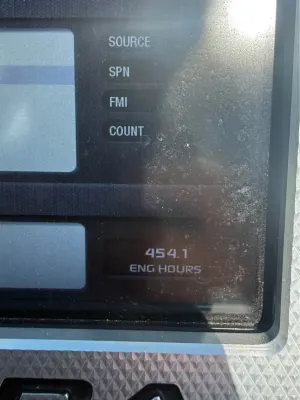 SOURCE
SPN
FMI
COUNT
454.1
ENG HOURS